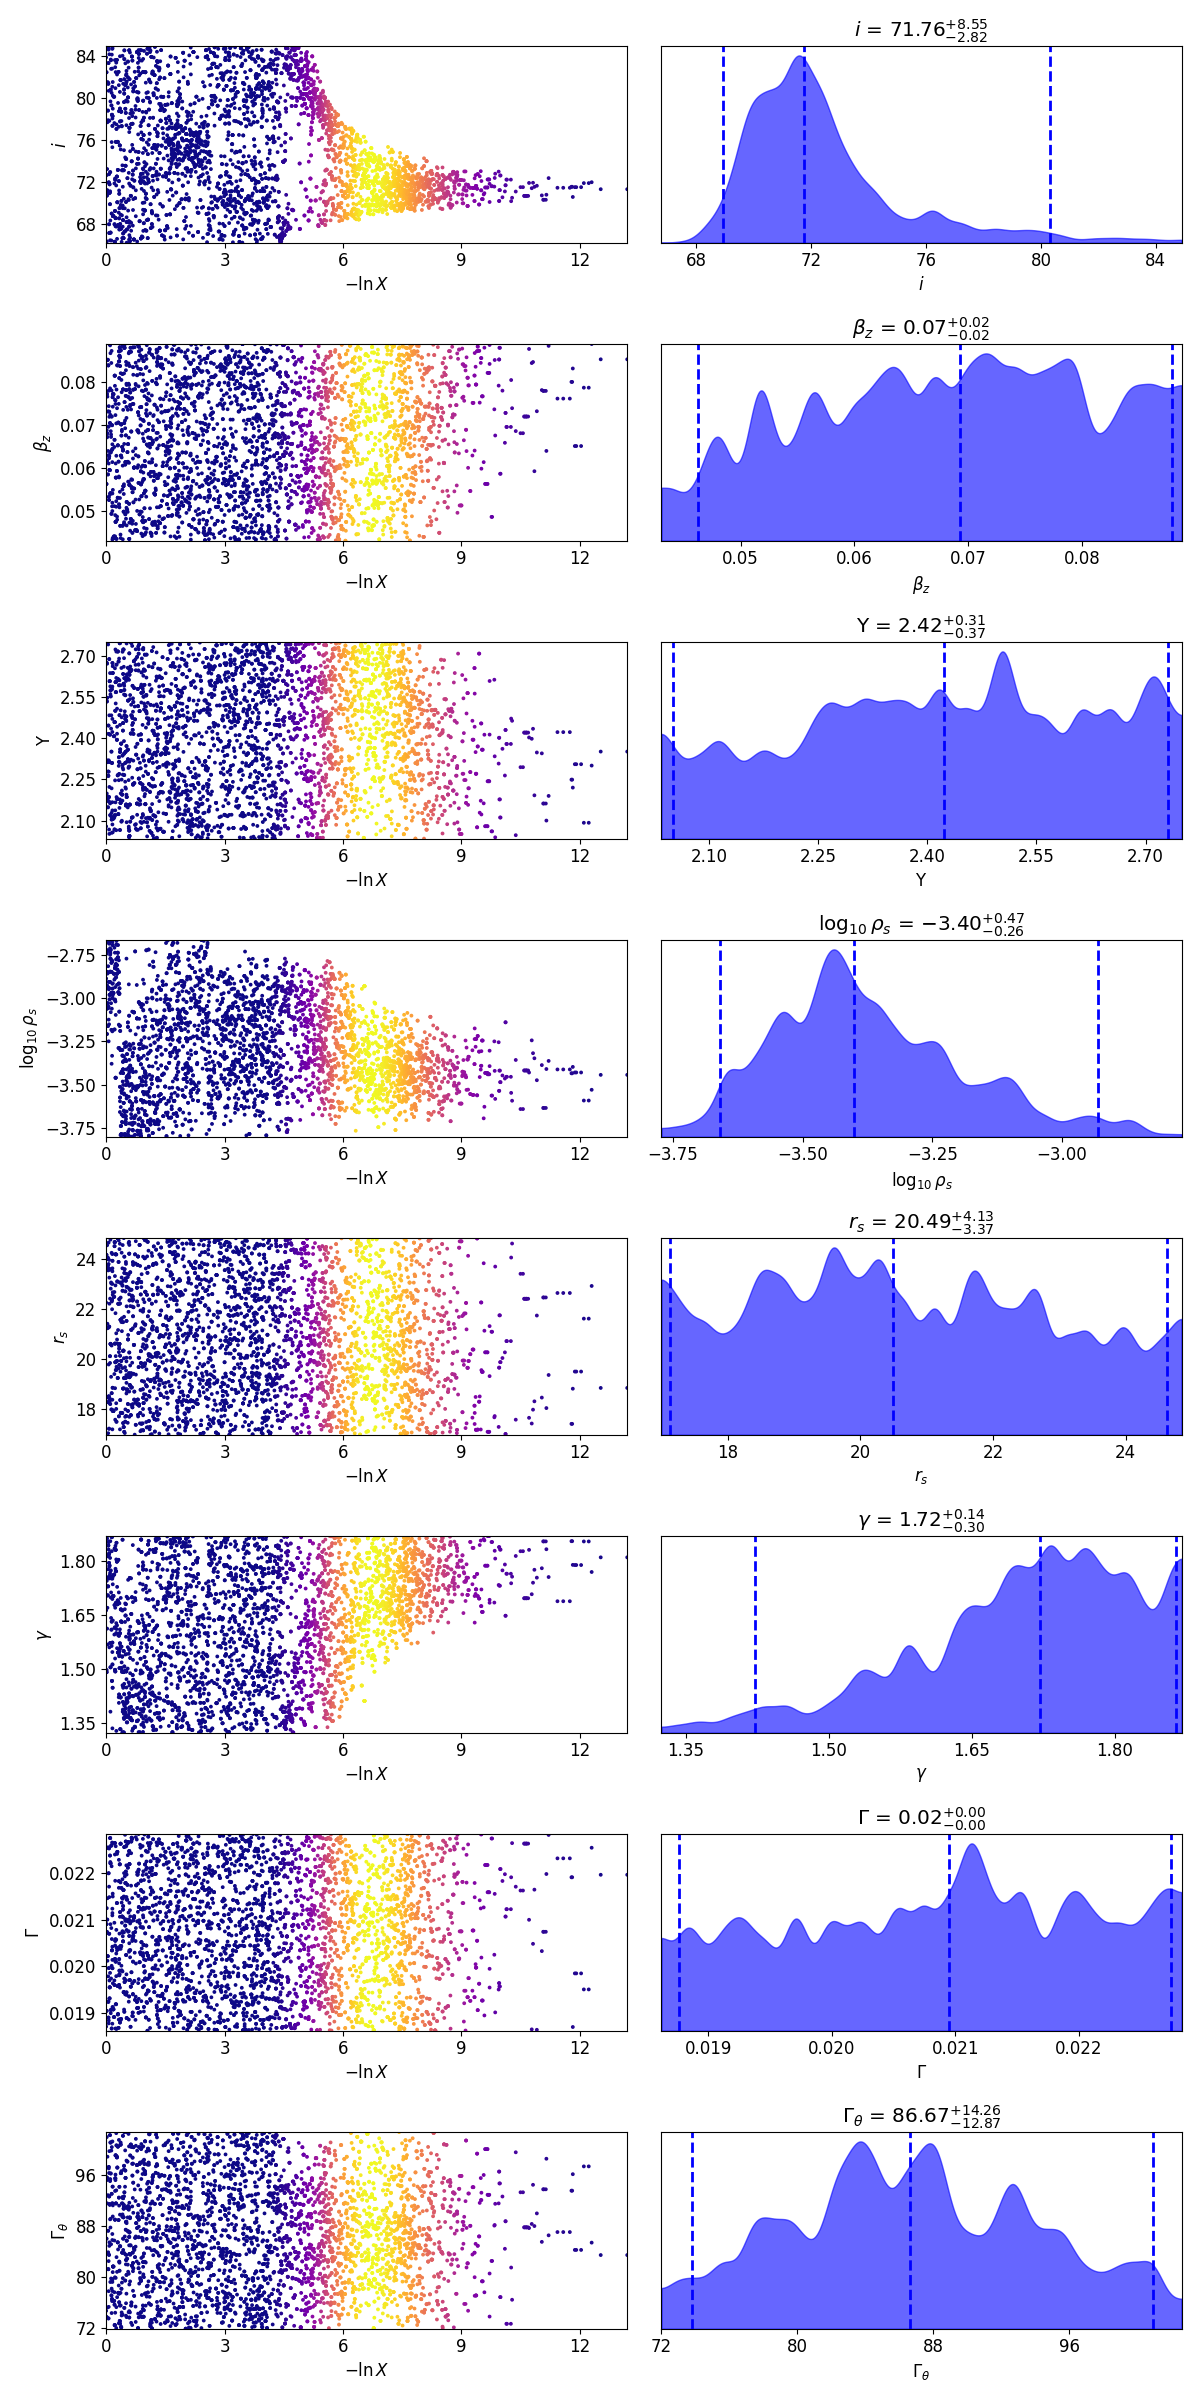 i = 71.76 +8.55 −2.82
84
80
76
72
68
i
0 3 6 9 12
−ln X
68 72 76 80 84
i
β_z = 0.07 +0.02 −0.02
0.08
0.07
0.06
0.05
β_z
0 3 6 9 12
−ln X
0.05 0.06 0.07 0.08
β_z
Υ = 2.42 +0.31 −0.37
2.70
2.55
2.40
2.25
2.10
Υ
0 3 6 9 12
−ln X
2.10 2.25 2.40 2.55 2.70
Υ
log₁₀ ρ_s = −3.40 +0.47 −0.26
−2.75
−3.00
−3.25
−3.50
−3.75
log₁₀ ρ_s
0 3 6 9 12
−ln X
−3.75 −3.50 −3.25 −3.00
log₁₀ ρ_s
r_s = 20.49 +4.13 −3.37
24
22
20
18
r_s
0 3 6 9 12
−ln X
18 20 22 24
r_s
γ = 1.72 +0.14 −0.30
1.80
1.65
1.50
1.35
γ
0 3 6 9 12
−ln X
1.35 1.50 1.65 1.80
γ
Γ = 0.02 +0.00 −0.00
0.022
0.021
0.020
0.019
Γ
0 3 6 9 12
−ln X
0.019 0.020 0.021 0.022
Γ
Γ_θ = 86.67 +14.26 −12.87
96
88
80
72
Γ_θ
0 3 6 9 12
−ln X
72 80 88 96
Γ_θ